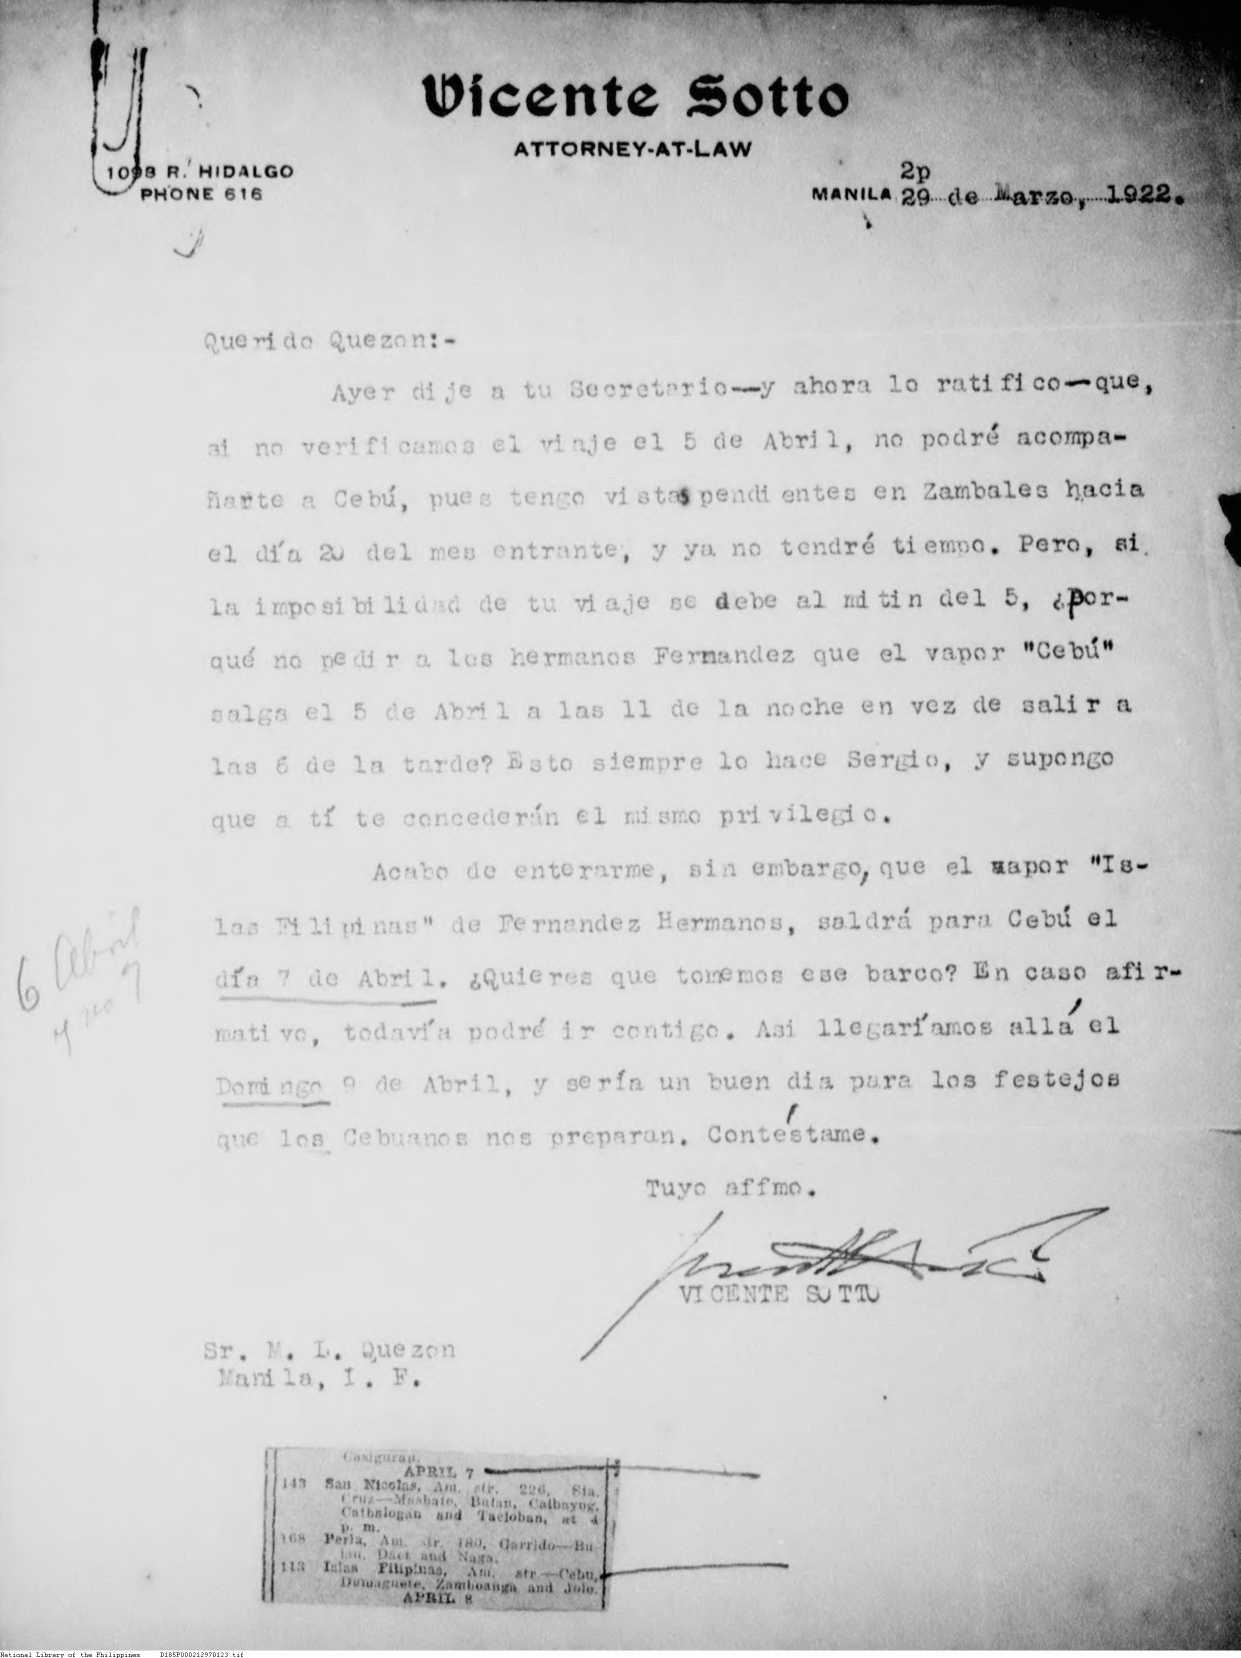 Vicente Sotto
ATTORNEY-AT-LAW
1098 R. HIDALGO
PHONE 616
2p
MANILA 29 de Marzo, 1922.
Querido Quezon:-
Ayer dije a tu Secretario—y ahora lo ratifico—que,
si no verificamos el viaje el 5 de Abril, no podré acompa-
ñarte a Cebú, pues tengo vistas pendientes en Zambales hacia
el día 20 del mes entrante, y ya no tendré tiempo. Pero, si
la imposibilidad de tu viaje se debe al mitin del 5, ¿por-
qué no pedir a los hermanos Fernandez que el vapor "Cebú"
salga el 5 de Abril a las 11 de la noche en vez de salir a
las 6 de la tarde? Esto siempre lo hace Sergio, y supongo
que a tí te concederán el mismo privilegio.
Acabo de enterarme, sin embargo, que el vapor "Is-
las Filipinas" de Fernandez Hermanos, saldrá para Cebú el
día 7 de Abril. ¿Quieres que tomemos ese barco? En caso afir-
mativo, todavía podré ir contigo. Asi llegaríamos allá el
Domingo 9 de Abril, y sería un buen dia para los festejos
que los Cebuanos nos preparan. Contéstame.
6 Abril
y no 7
Tuyo affmo.
VICENTE SOTTO
Sr. M. L. Quezon
Manila, I. F.
Casiguran.
APRIL 7
143 San Nicolas, Am. str. 226, Sta.
Cruz—Masbate, Bulan, Calbayog,
Catbalogan and Tacloban, at 4
p. m.
168 Perla, Am. str. 180, Garrido—Bu-
lan, Daet and Naga.
113 Islas Filipinas, Am. str.—Cebu,
Dumaguete, Zamboanga and Jolo.
APRIL 8
National Library of the Philippines D185P000212970123.tif